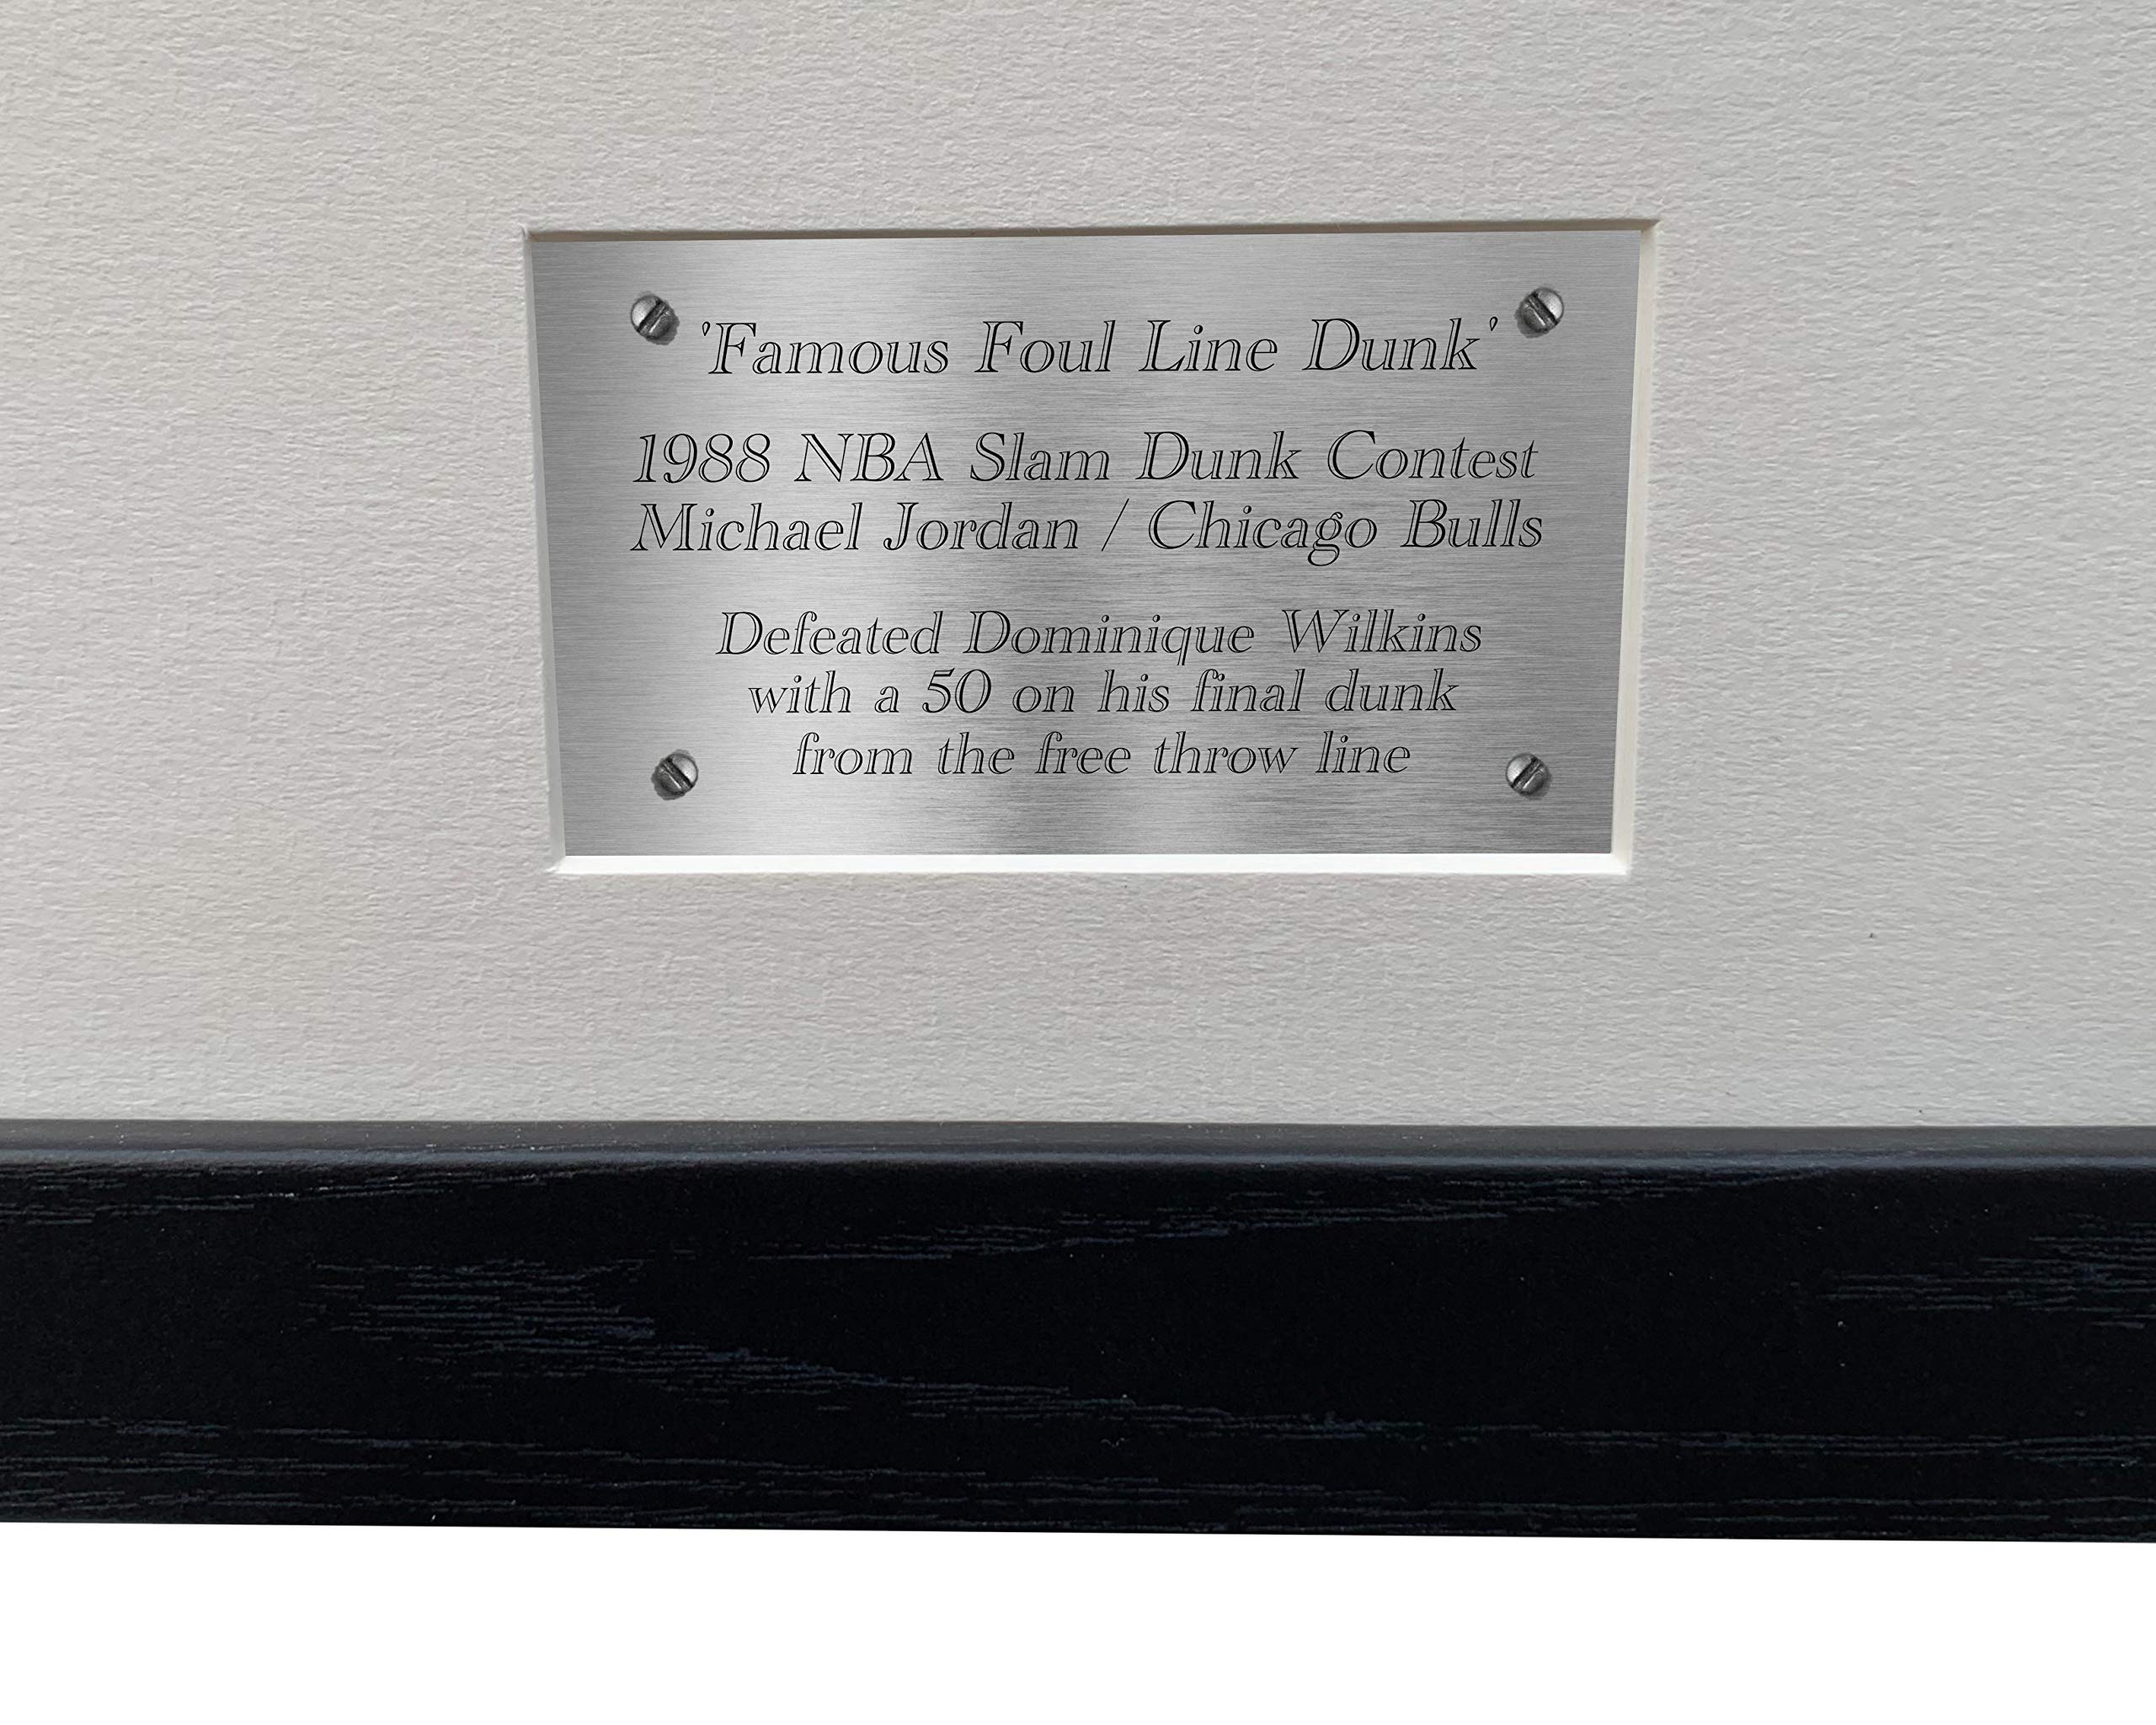 'Famous Foul Line Dunk'
1988 NBA Slam Dunk Contest
Michael Jordan / Chicago Bulls
Defeated Dominique Wilkins
with a 50 on his final dunk
from the free throw line